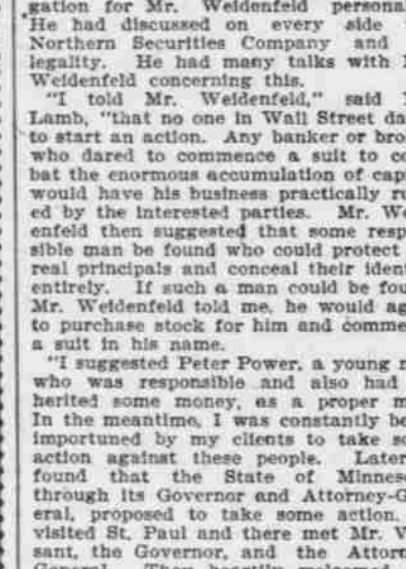 gation for Mr. Weldenfeld persona
He had discussed on every side
Northern Securities Company and
legality. He had many talks with
Weidenfeld concerning this.
"I told Mr. Weidenfeld," said
Lamb, "that no one in Wall Street da
to start an action. Any banker or bro
who dared to commence a suit to co
bat the enormous accumulation of cap
would have his business practically ru
ed by the interested parties. Mr. We
enfeld then suggested that some resp
sible man be found who could protect
real principals and conceal their ident
entirely. If such a man could be fou
Mr. Weidenfeld told me, he would ag
to purchase stock for him and comme
a suit in his name.
"I suggested Peter Power, a young
who was responsible and also had
herited some money, as a proper m
In the meantime, I was constantly be
importuned by my clients to take so
action against these people. Later
found that the State of Minneso
through its Governor and Attorney-G
eral, proposed to take some action.
visited St. Paul and there met Mr. V
sant, the Governor, and the Attorn